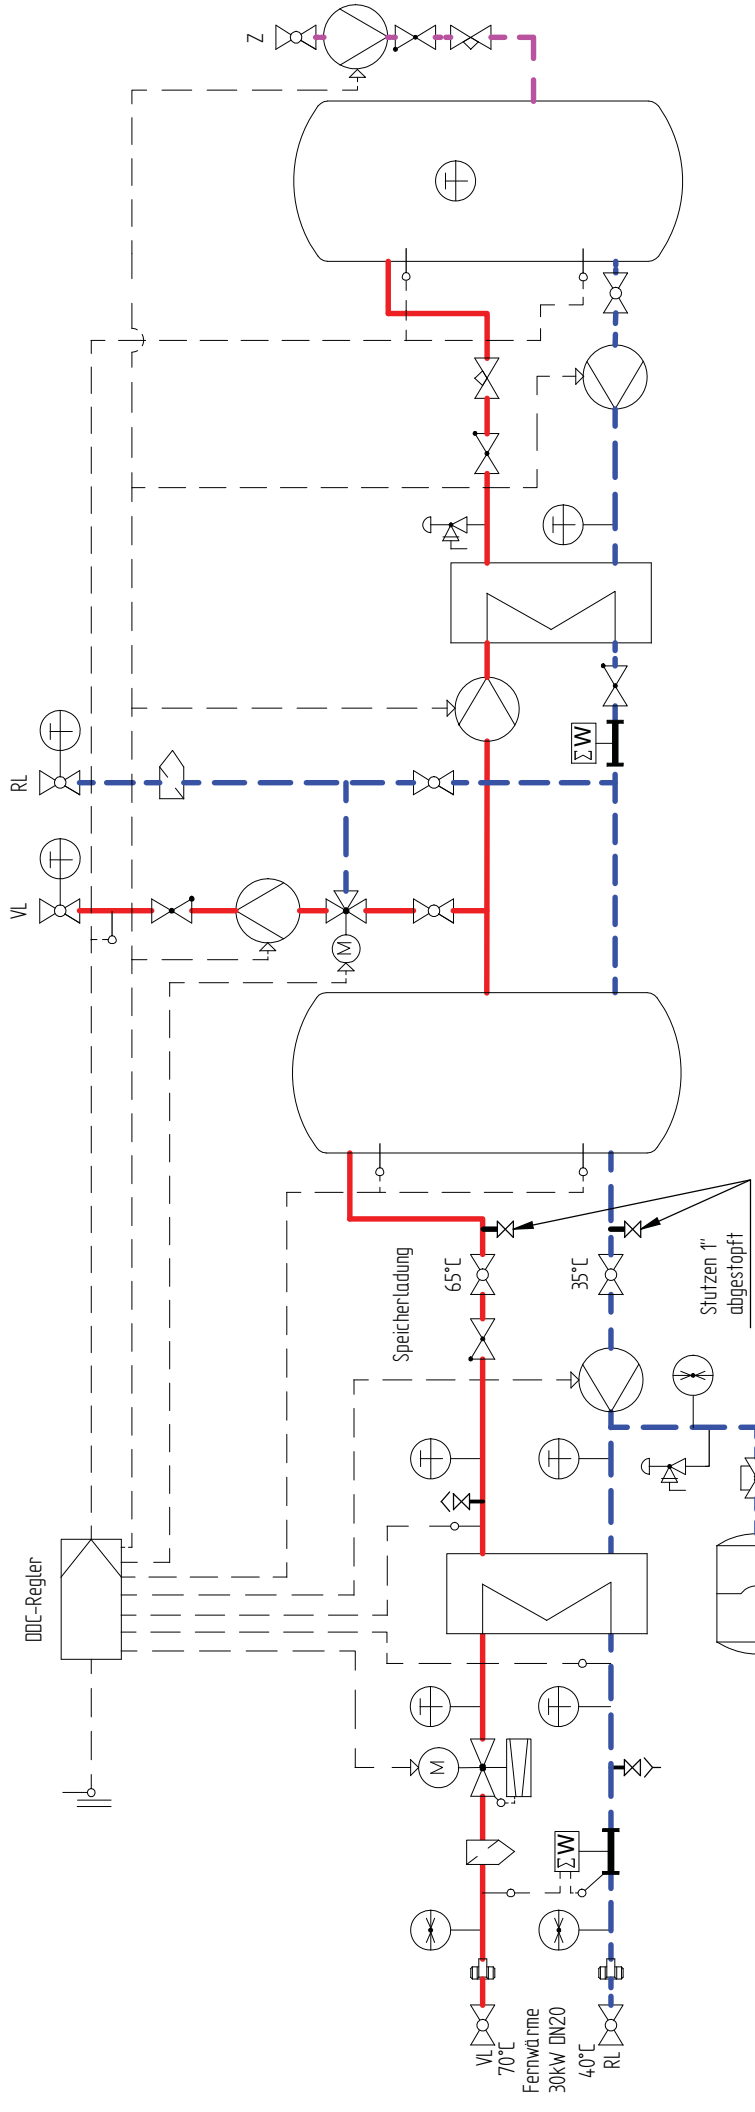 Z
T
RL
T
VL
T
M
T
ΣW
DDC-Regler
Speicherladung
65°C
35°C
Stutzen 1"
abgestopft
T
T
T
T
M
ΣW
VL
70°C
Fernwärme
30kW DN20
40°C
RL